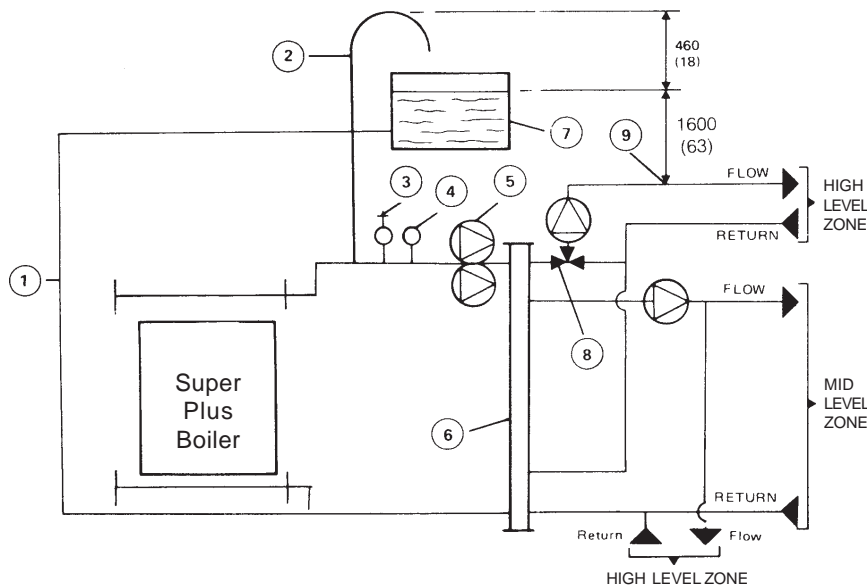 460
(18)
2
7
1600
(63)
9
FLOW
HIGH
LEVEL
ZONE
3
4
5
RETURN
1
8
FLOW
Super
Plus
Boiler
6
MID
LEVEL
ZONE
RETURN
Return
Flow
HIGH LEVEL ZONE